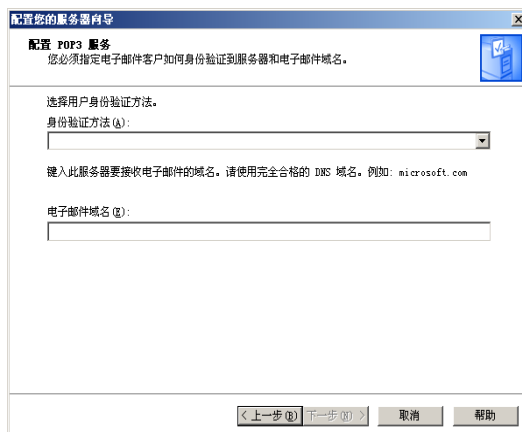 配置您的服务器向导
配置 POP3 服务
您必须指定电子邮件客户如何身份验证到服务器和电子邮件域名。
选择用户身份验证方法。
身份验证方法(A):
键入此服务器要接收电子邮件的域名。请使用完全合格的 DNS 域名。例如: microsoft.com
电子邮件域名(E):
< 上一步(B) 下一步(N) > 取消 帮助